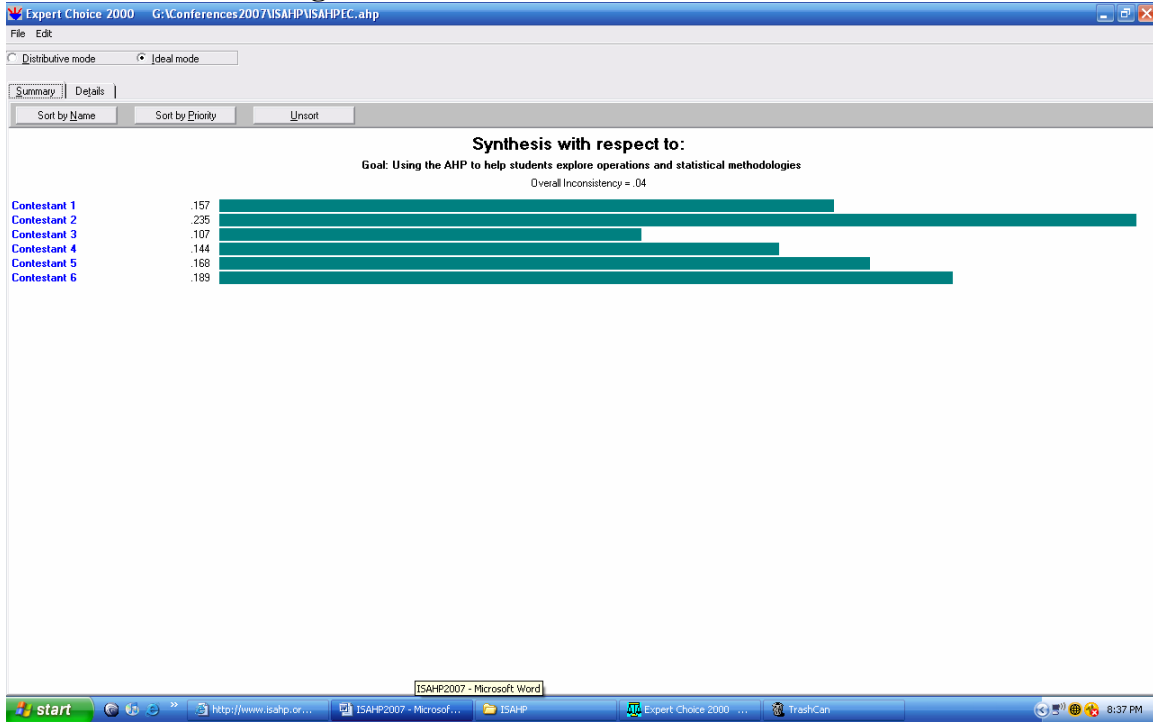 Expert Choice 2000 G:\Conferences2007\ISAHP\ISAHPEC.ahp
File Edit
Distributive mode Ideal mode
Summary Details
Sort by Name Sort by Priority Unsort
Synthesis with respect to:
Goal: Using the AHP to help students explore operations and statistical methodologies
Overall Inconsistency = .04
Contestant 1 .157
Contestant 2 .235
Contestant 3 .107
Contestant 4 .144
Contestant 5 .168
Contestant 6 .189
ISAHP2007 - Microsoft Word
start » http://www.isahp.or... ISAHP2007 - Microsof... ISAHP Expert Choice 2000 ... TrashCan 8:37 PM